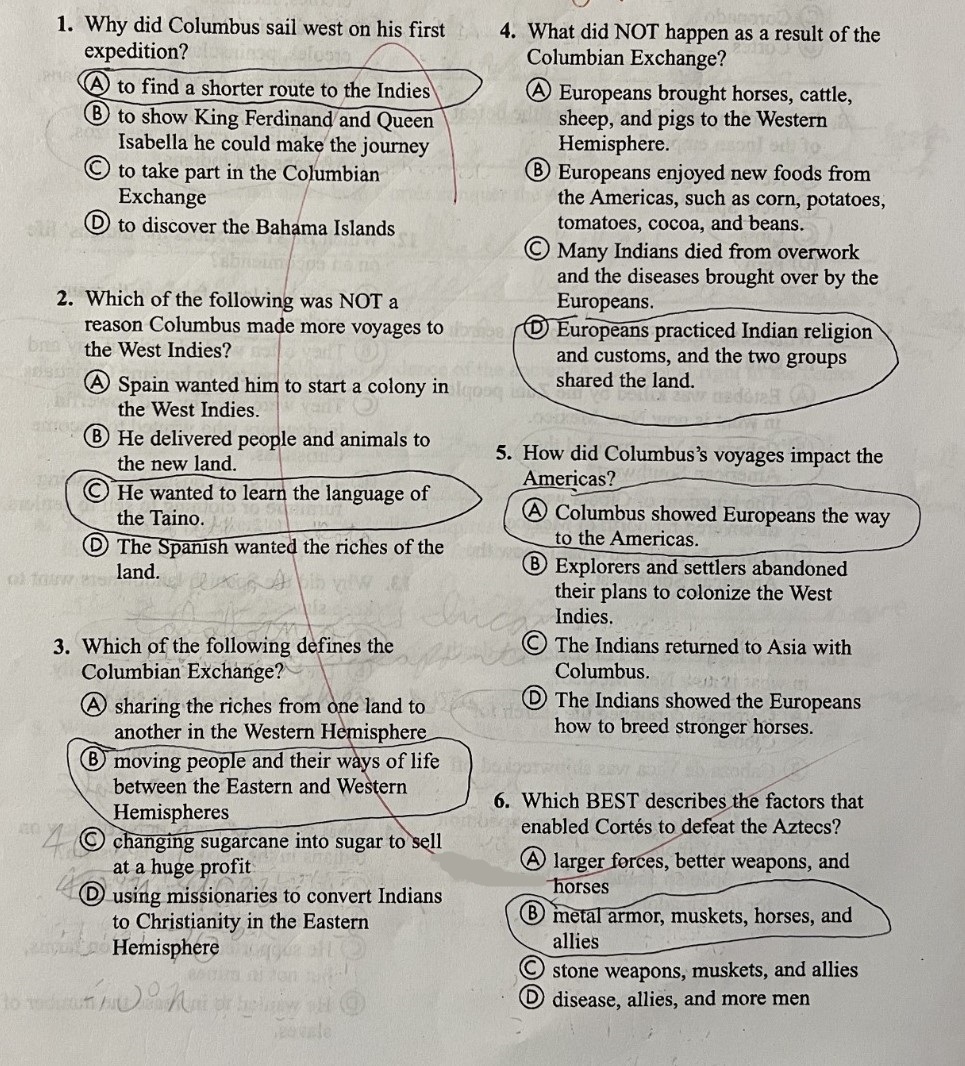 1. Why did Columbus sail west on his first
expedition?
A to find a shorter route to the Indies
B to show King Ferdinand and Queen
Isabella he could make the journey
C to take part in the Columbian
Exchange
D to discover the Bahama Islands
2. Which of the following was NOT a
reason Columbus made more voyages to
the West Indies?
A Spain wanted him to start a colony in
the West Indies.
B He delivered people and animals to
the new land.
C He wanted to learn the language of
the Taino.
D The Spanish wanted the riches of the
land.
3. Which of the following defines the
Columbian Exchange?
A sharing the riches from one land to
another in the Western Hemisphere
B moving people and their ways of life
between the Eastern and Western
Hemispheres
C changing sugarcane into sugar to sell
at a huge profit
D using missionaries to convert Indians
to Christianity in the Eastern
Hemisphere
4. What did NOT happen as a result of the
Columbian Exchange?
A Europeans brought horses, cattle,
sheep, and pigs to the Western
Hemisphere.
B Europeans enjoyed new foods from
the Americas, such as corn, potatoes,
tomatoes, cocoa, and beans.
C Many Indians died from overwork
and the diseases brought over by the
Europeans.
D Europeans practiced Indian religion
and customs, and the two groups
shared the land.
5. How did Columbus's voyages impact the
Americas?
A Columbus showed Europeans the way
to the Americas.
B Explorers and settlers abandoned
their plans to colonize the West
Indies.
C The Indians returned to Asia with
Columbus.
D The Indians showed the Europeans
how to breed stronger horses.
6. Which BEST describes the factors that
enabled Cortés to defeat the Aztecs?
A larger forces, better weapons, and
horses
B metal armor, muskets, horses, and
allies
C stone weapons, muskets, and allies
D disease, allies, and more men